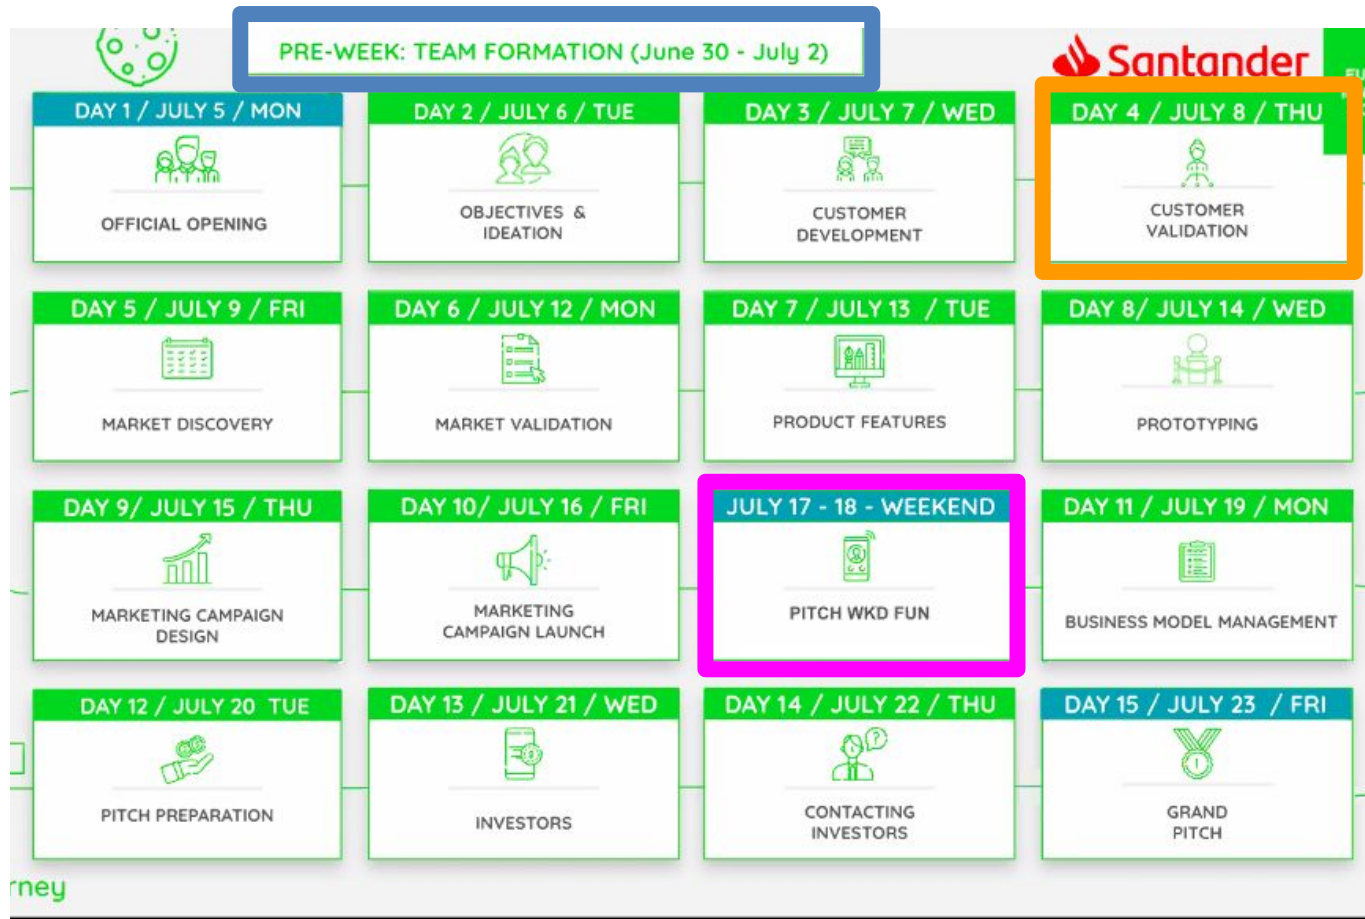 PRE-WEEK: TEAM FORMATION (June 30 - July 2)
Santander
DAY 1 / JULY 5 / MON
OFFICIAL OPENING
DAY 2 / JULY 6 / TUE
OBJECTIVES &
IDEATION
DAY 3 / JULY 7 / WED
CUSTOMER
DEVELOPMENT
DAY 4 / JULY 8 / THU
CUSTOMER
VALIDATION
DAY 5 / JULY 9 / FRI
MARKET DISCOVERY
DAY 6 / JULY 12 / MON
MARKET VALIDATION
DAY 7 / JULY 13 / TUE
PRODUCT FEATURES
DAY 8/ JULY 14 / WED
PROTOTYPING
DAY 9/ JULY 15 / THU
MARKETING CAMPAIGN
DESIGN
DAY 10/ JULY 16 / FRI
MARKETING
CAMPAIGN LAUNCH
JULY 17 - 18 - WEEKEND
PITCH WKD FUN
DAY 11 / JULY 19 / MON
BUSINESS MODEL MANAGEMENT
DAY 12 / JULY 20 TUE
PITCH PREPARATION
DAY 13 / JULY 21 / WED
INVESTORS
DAY 14 / JULY 22 / THU
CONTACTING
INVESTORS
DAY 15 / JULY 23 / FRI
GRAND
PITCH
rney